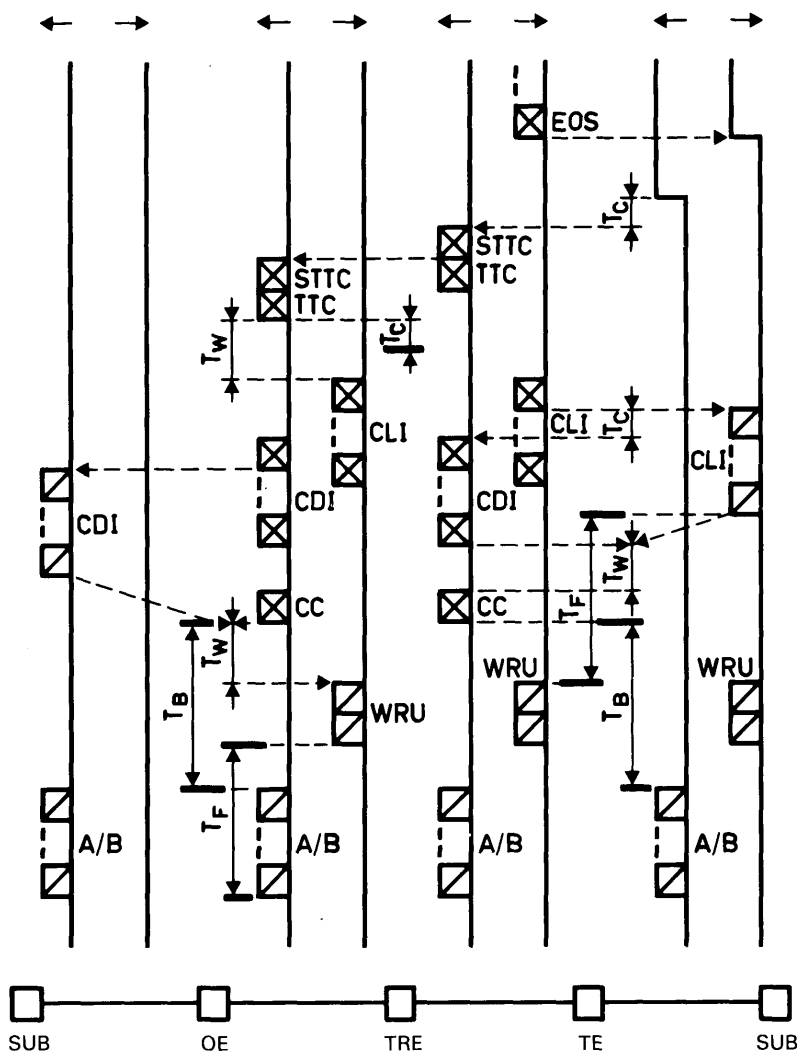 EOS
TC
STTC
TTC
STTC
TTC
TW
TC
CLI
CLI
TC
CLI
CDI
CDI
CDI
TW
TF
CC
CC
TW
WRU
WRU
TB
WRU
TB
TF
A/B
A/B
A/B
A/B
SUB OE TRE TE SUB